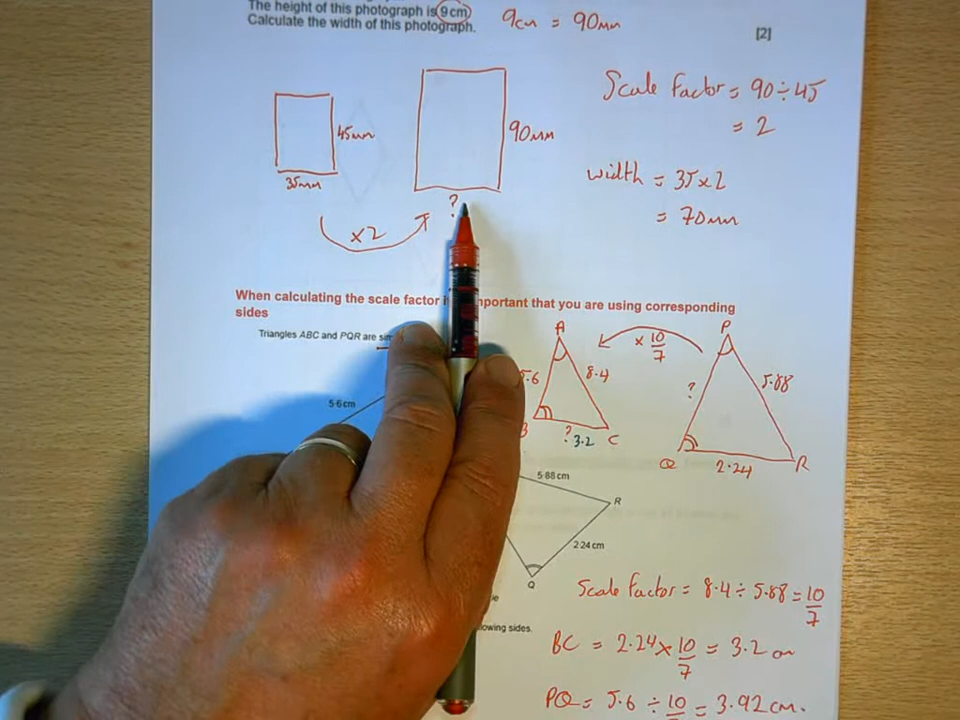 The height of this photograph is 9cm
Calculate the width of this photograph.
9cm = 90mm
[2]
45mm
35mm
90mm
?
×2
Scale Factor = 90÷45
= 2
Width = 35×2
= 70mm
When calculating the scale factor important that you are using corresponding
sides
Triangles ABC and PQR are
5.6 cm
A
5.6
8.4
B
C
? 3.2
× 10/7
P
?
5.88
Q
R
2.24
5.88 cm
R
2.24 cm
Q
sides.
Scale Factor = 8.4 ÷ 5.88 = 10/7
BC = 2.24 × 10/7 = 3.2 cm
PQ = 5.6 ÷ 10/7 = 3.92 cm.